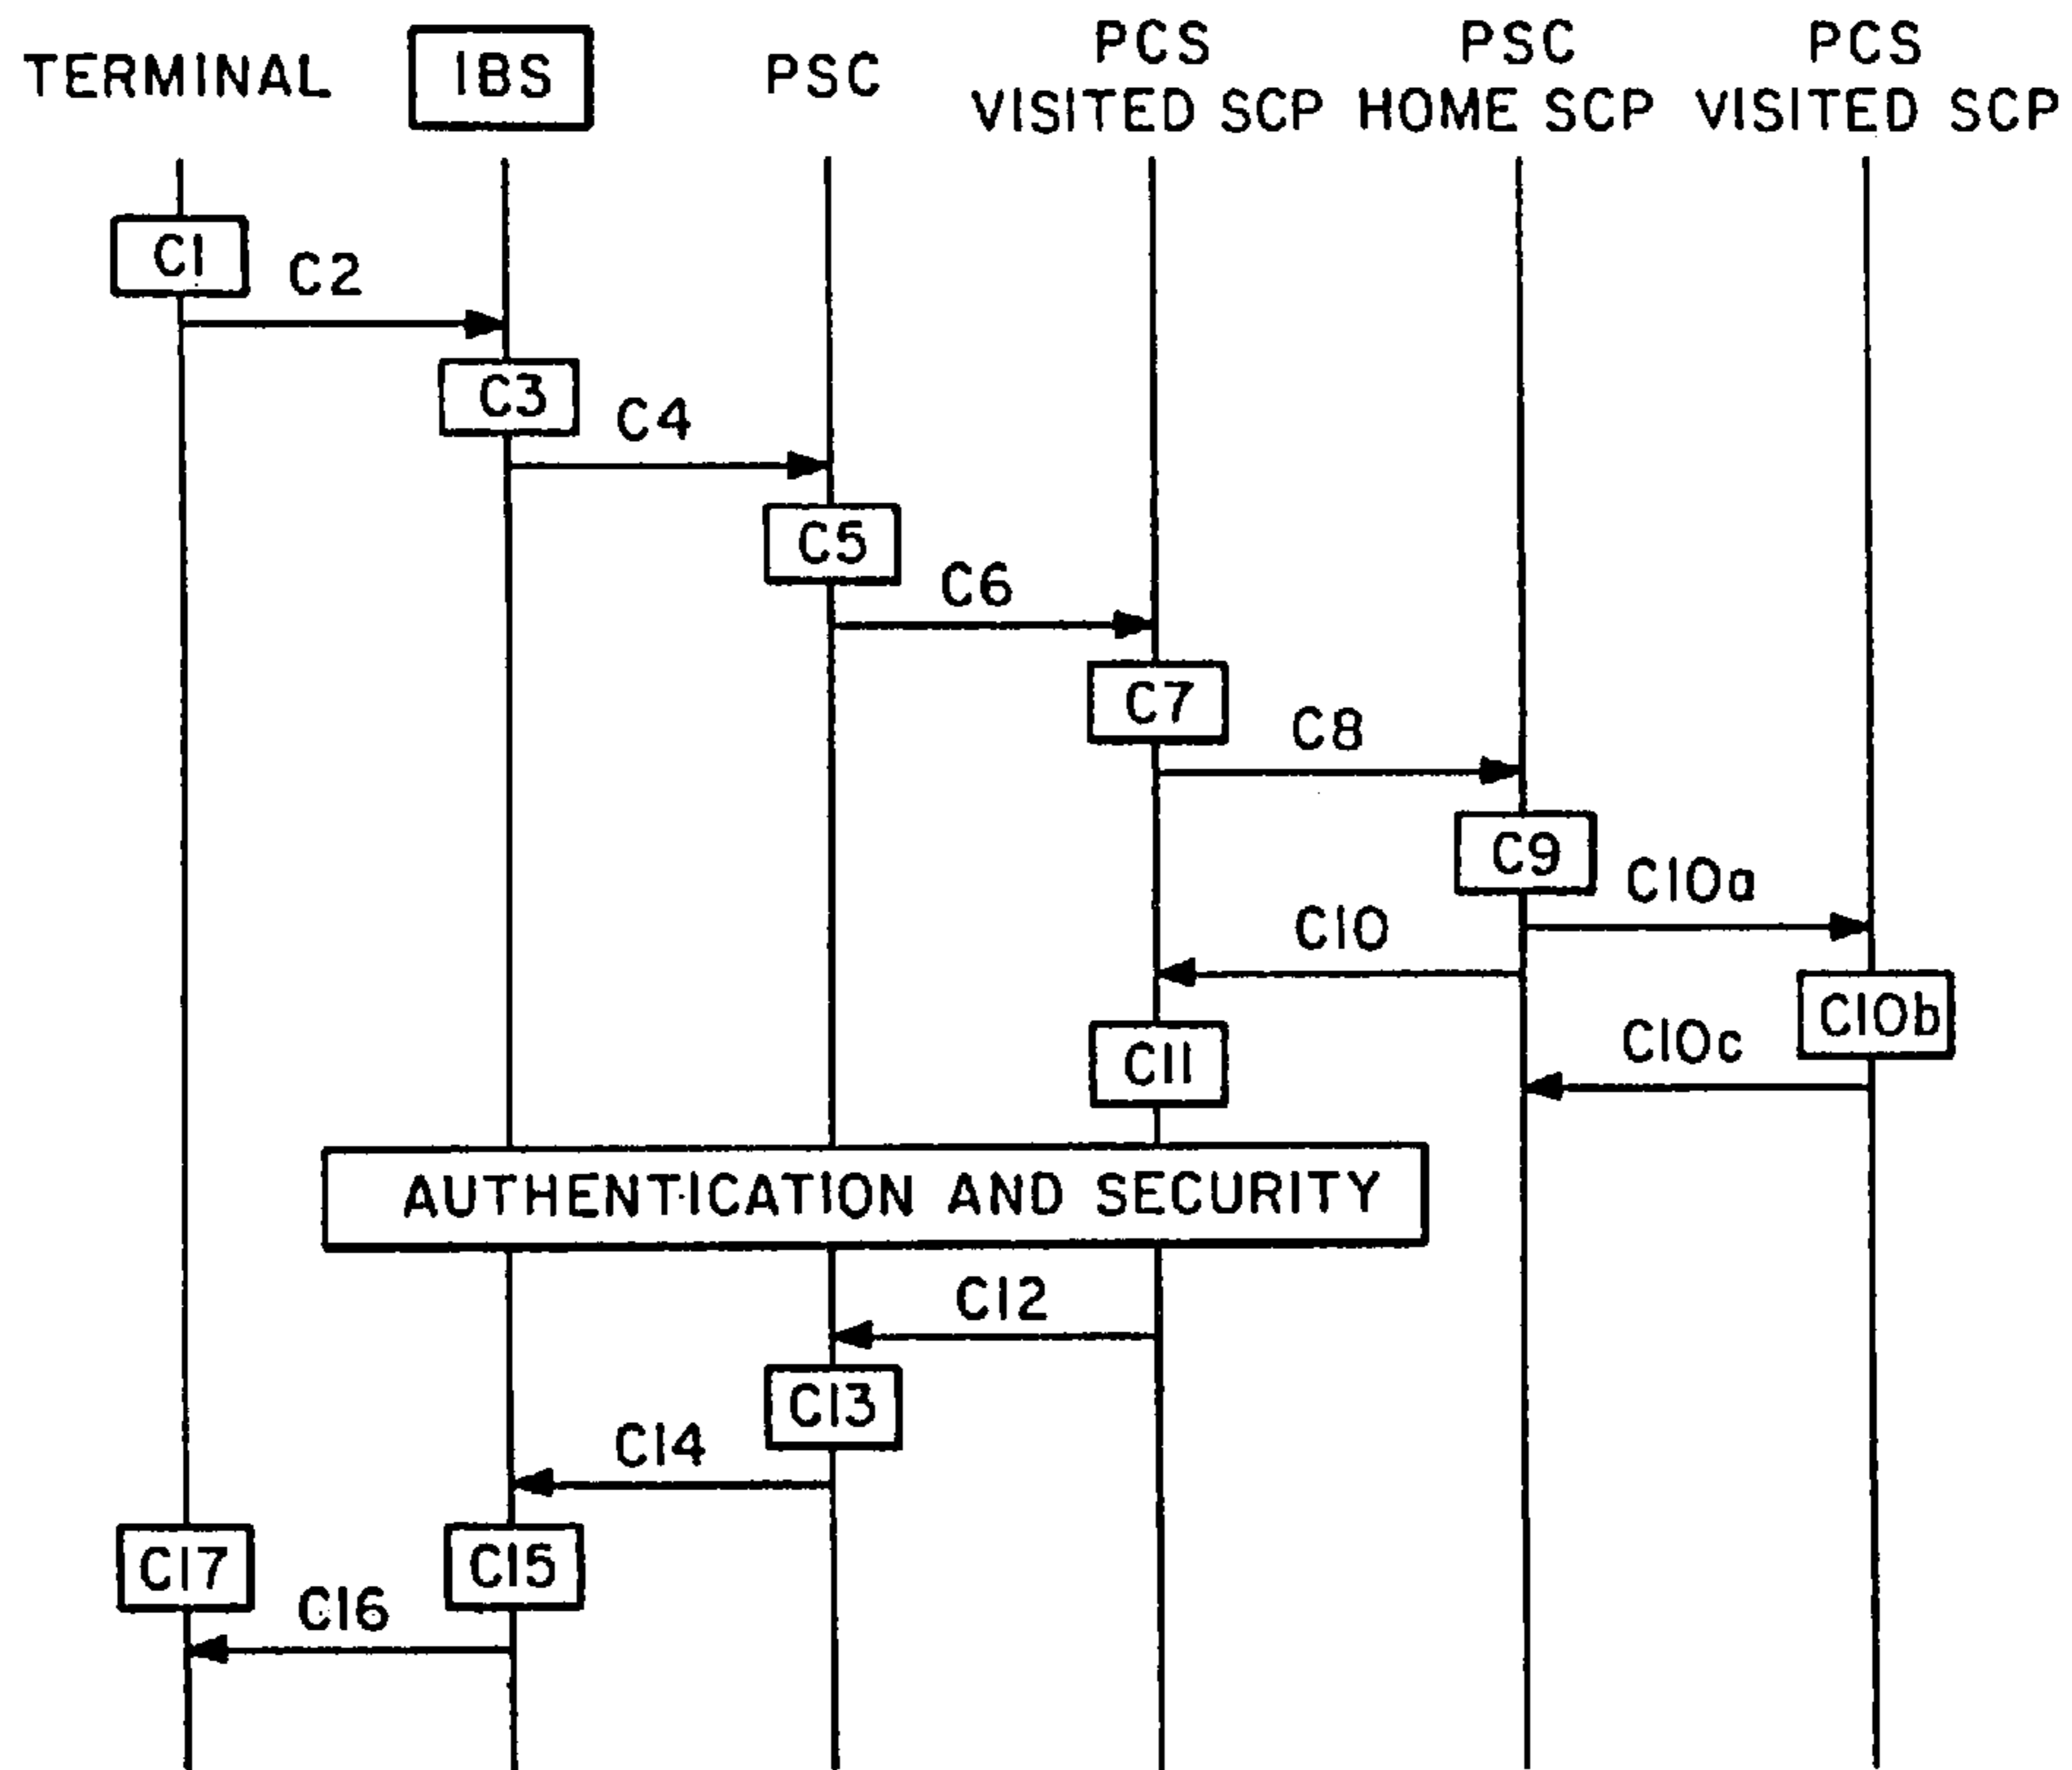 TERMINAL
IBS
PSC
PCS
VISITED SCP
PSC
HOME SCP
PCS
VISITED SCP
C1
C2
C3
C4
C5
C6
C7
C8
C9
C10a
C10
C10b
C10c
C11
AUTHENTICATION AND SECURITY
C12
C13
C14
C17
C15
C16